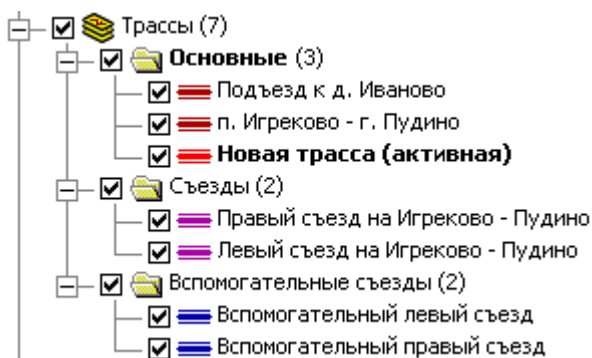 Трассы (7)
Основные (3)
Подъезд к д. Иваново
п. Игреково - г. Пудино
Новая трасса (активная)
Съезды (2)
Правый съезд на Игреково - Пудино
Левый съезд на Игреково - Пудино
Вспомогательные съезды (2)
Вспомогательный левый съезд
Вспомогательный правый съезд